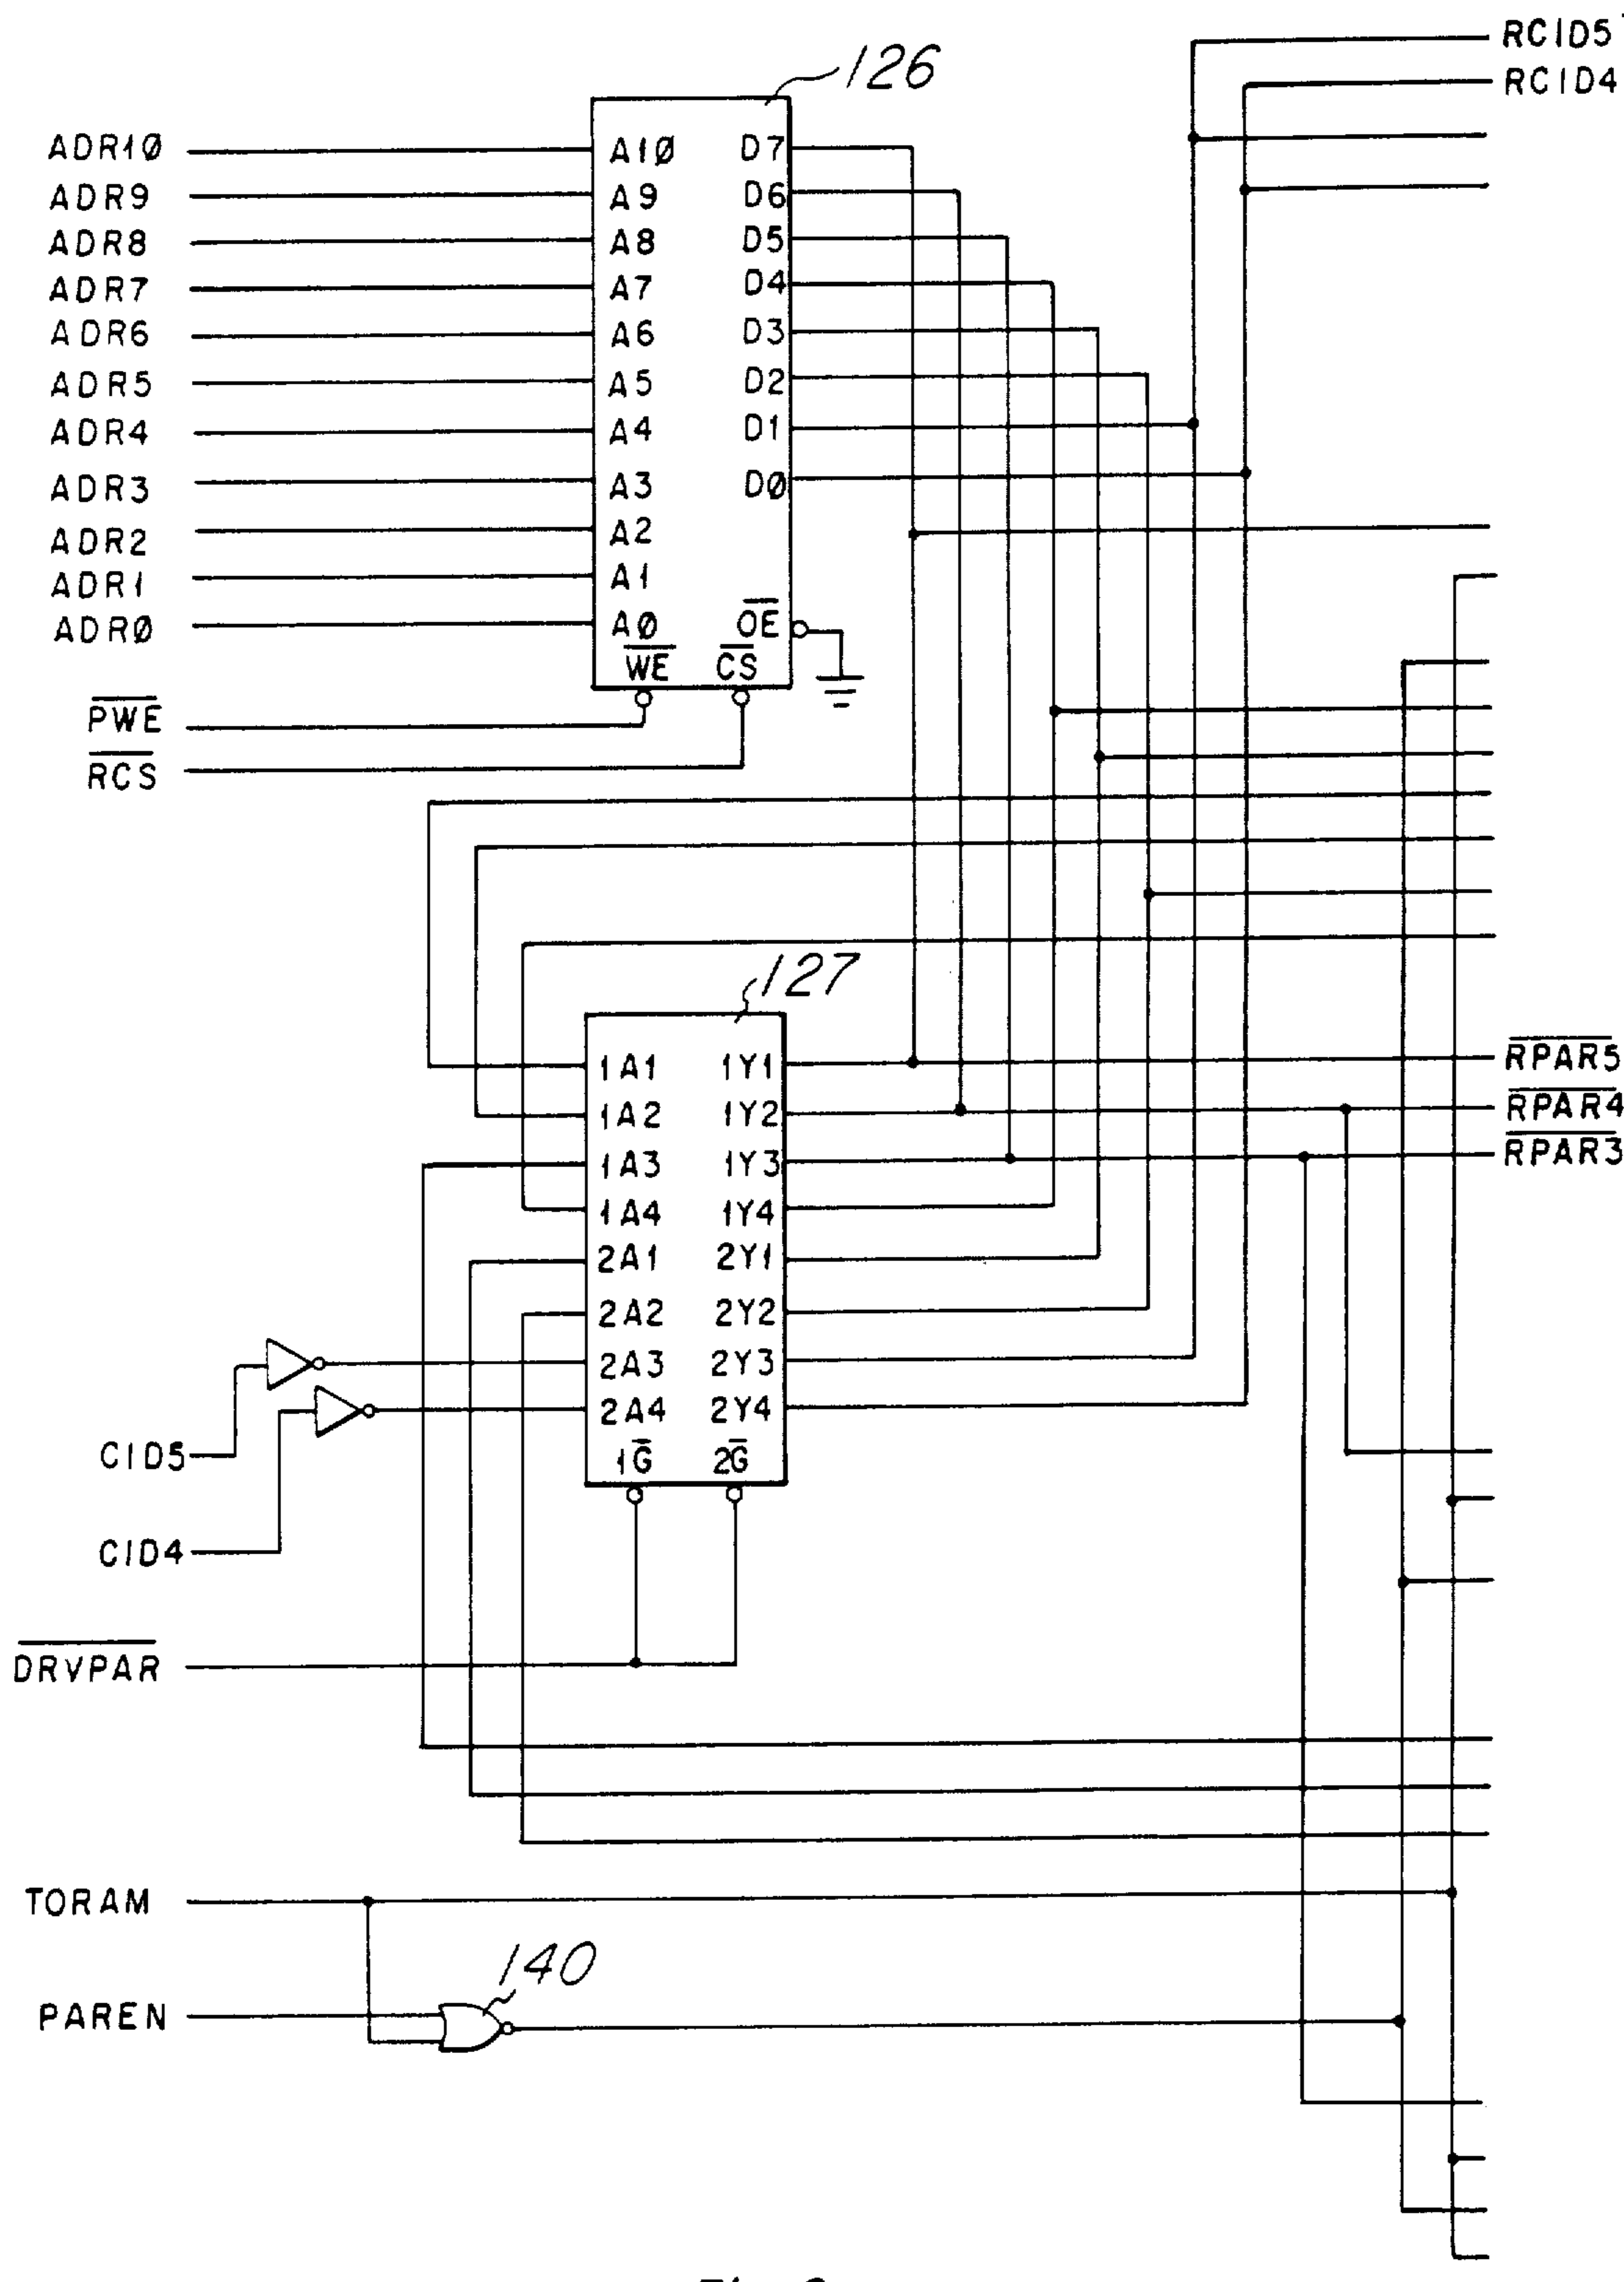 RCID5
RCID4
126
ADR10 A10 D7
ADR9 A9 D6
ADR8 A8 D5
ADR7 A7 D4
ADR6 A6 D3
ADR5 A5 D2
ADR4 A4 D1
ADR3 A3 D0
ADR2 A2
ADR1 A1
ADR0 A0 OE
WE CS
PWE
RCS
127
1A1 1Y1 RPAR5
1A2 1Y2 RPAR4
1A3 1Y3 RPAR3
1A4 1Y4
2A1 2Y1
2A2 2Y2
2A3 2Y3
2A4 2Y4
CID5 1G 2G
CID4
DRVPAR
TORAM
140
PAREN